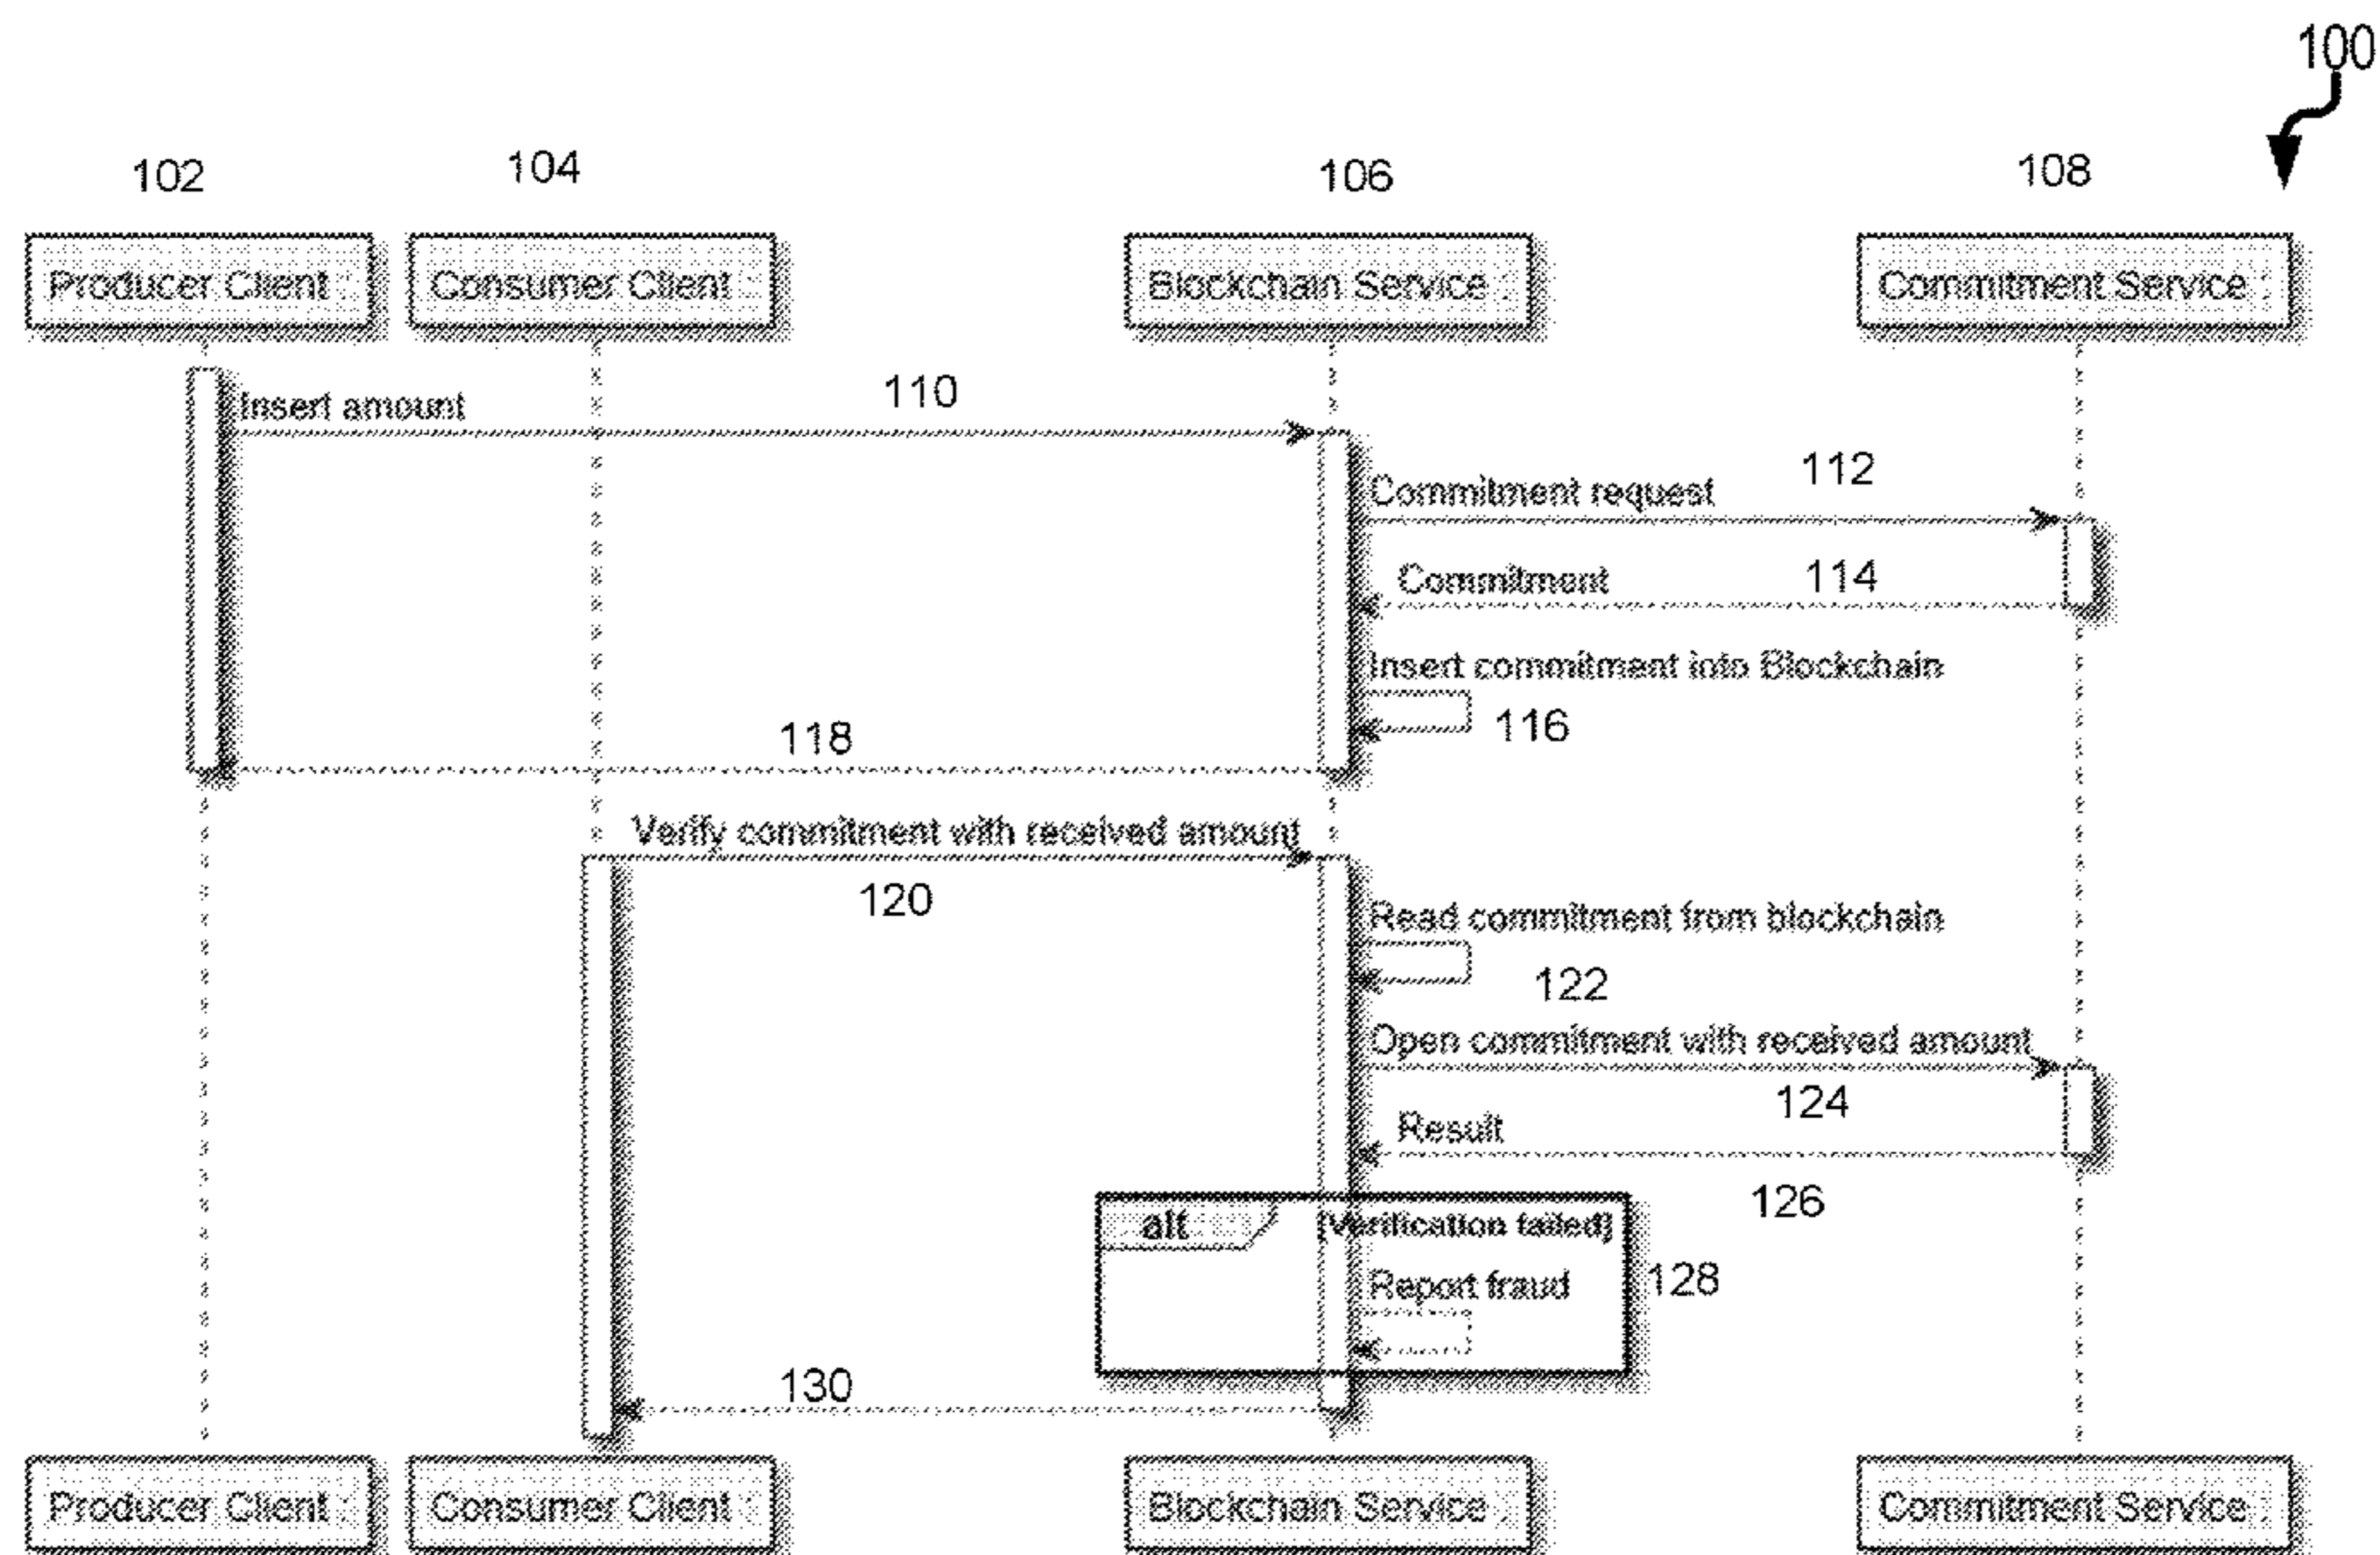 100
102
104
106
108
Producer Client :
Consumer Client :
Blockchain Service :
Commitment Service :
Insert amount
110
Commitment request
112
Commitment
114
Insert commitment into Blockchain
116
118
Verify commitment with received amount
120
Read commitment from blockchain
122
Open commitment with received amount
124
Result
126
alt
[Verification failed]
Report fraud
128
130
Producer Client :
Consumer Client :
Blockchain Service :
Commitment Service :